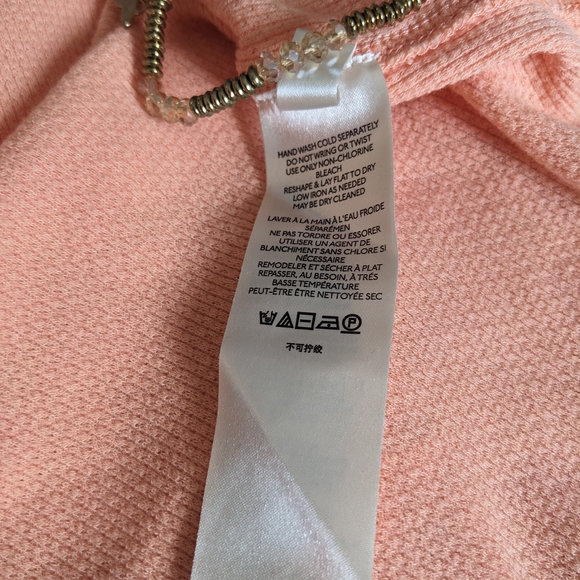 HAND WASH COLD SEPARATELY
DO NOT WRING OR TWIST
USE ONLY NON-CHLORINE
BLEACH
RESHAPE & LAY FLAT TO DRY
LOW IRON AS NEEDED
MAY BE DRY CLEANED
LAVER À LA MAIN À L'EAU FROIDE
SÉPARÉMEN
NE PAS TORDRE OU ESSORER
UTILISER UN AGENT DE
BLANCHIMENT SANS CHLORE SI
NÉCESSAIRE
REMODELER ET SÉCHER À PLAT
REPASSER, AU BESOIN, À TRÉS
BASSE TEMPÉRATURE
PEUT-ÊTRE ÊTRE NETTOYÉE SEC
P
不可拧绞